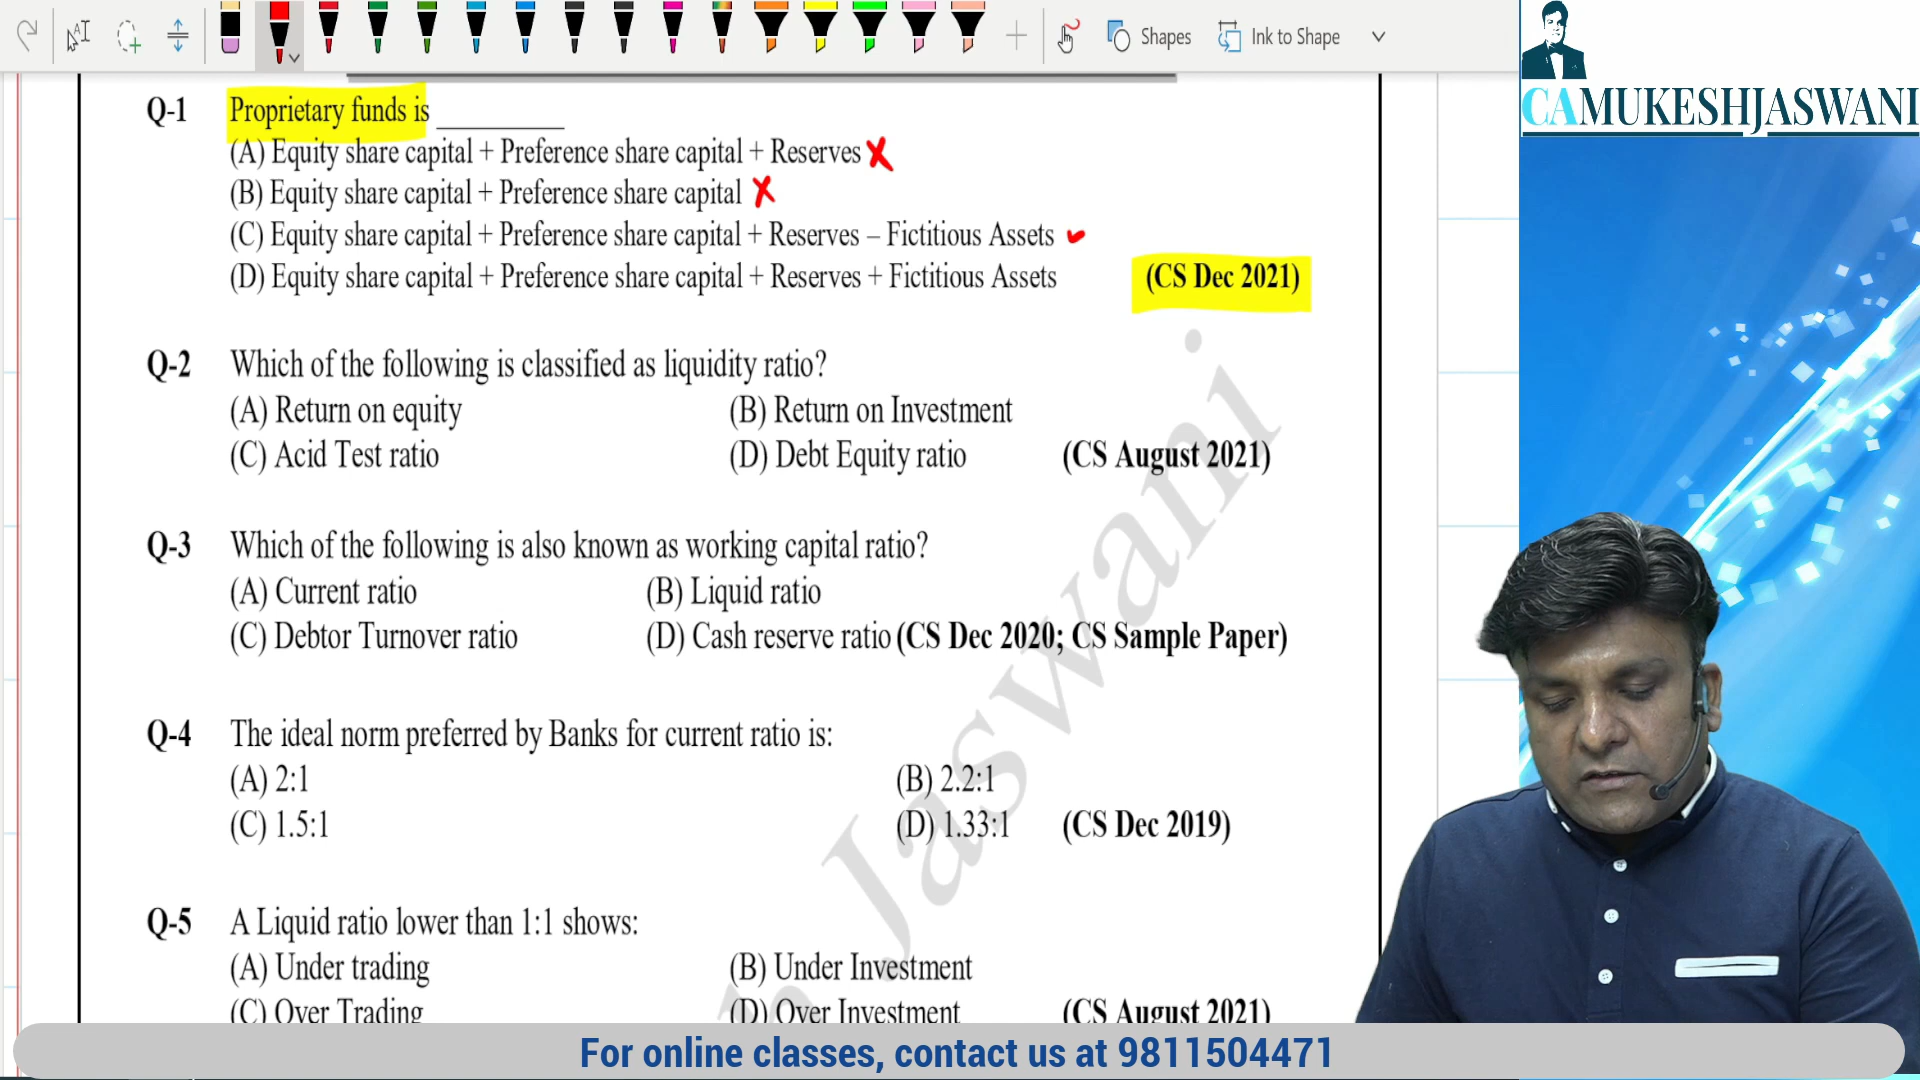 Shapes
Ink to Shape
CAMUKESHJASWANI
Q-1 Proprietary funds is ____________
(A) Equity share capital + Preference share capital + Reserves
(B) Equity share capital + Preference share capital
(C) Equity share capital + Preference share capital + Reserves – Fictitious Assets
(D) Equity share capital + Preference share capital + Reserves + Fictitious Assets (CS Dec 2021)
Q-2 Which of the following is classified as liquidity ratio?
(A) Return on equity (B) Return on Investment
(C) Acid Test ratio (D) Debt Equity ratio (CS August 2021)
Q-3 Which of the following is also known as working capital ratio?
(A) Current ratio (B) Liquid ratio
(C) Debtor Turnover ratio (D) Cash reserve ratio (CS Dec 2020; CS Sample Paper)
Q-4 The ideal norm preferred by Banks for current ratio is:
(A) 2:1 (B) 2.2:1
(C) 1.5:1 (D) 1.33:1 (CS Dec 2019)
Q-5 A Liquid ratio lower than 1:1 shows:
(A) Under trading (B) Under Investment
(C) Over Trading (D) Over Investment (CS August 2021)
h Jaswani
For online classes, contact us at 9811504471